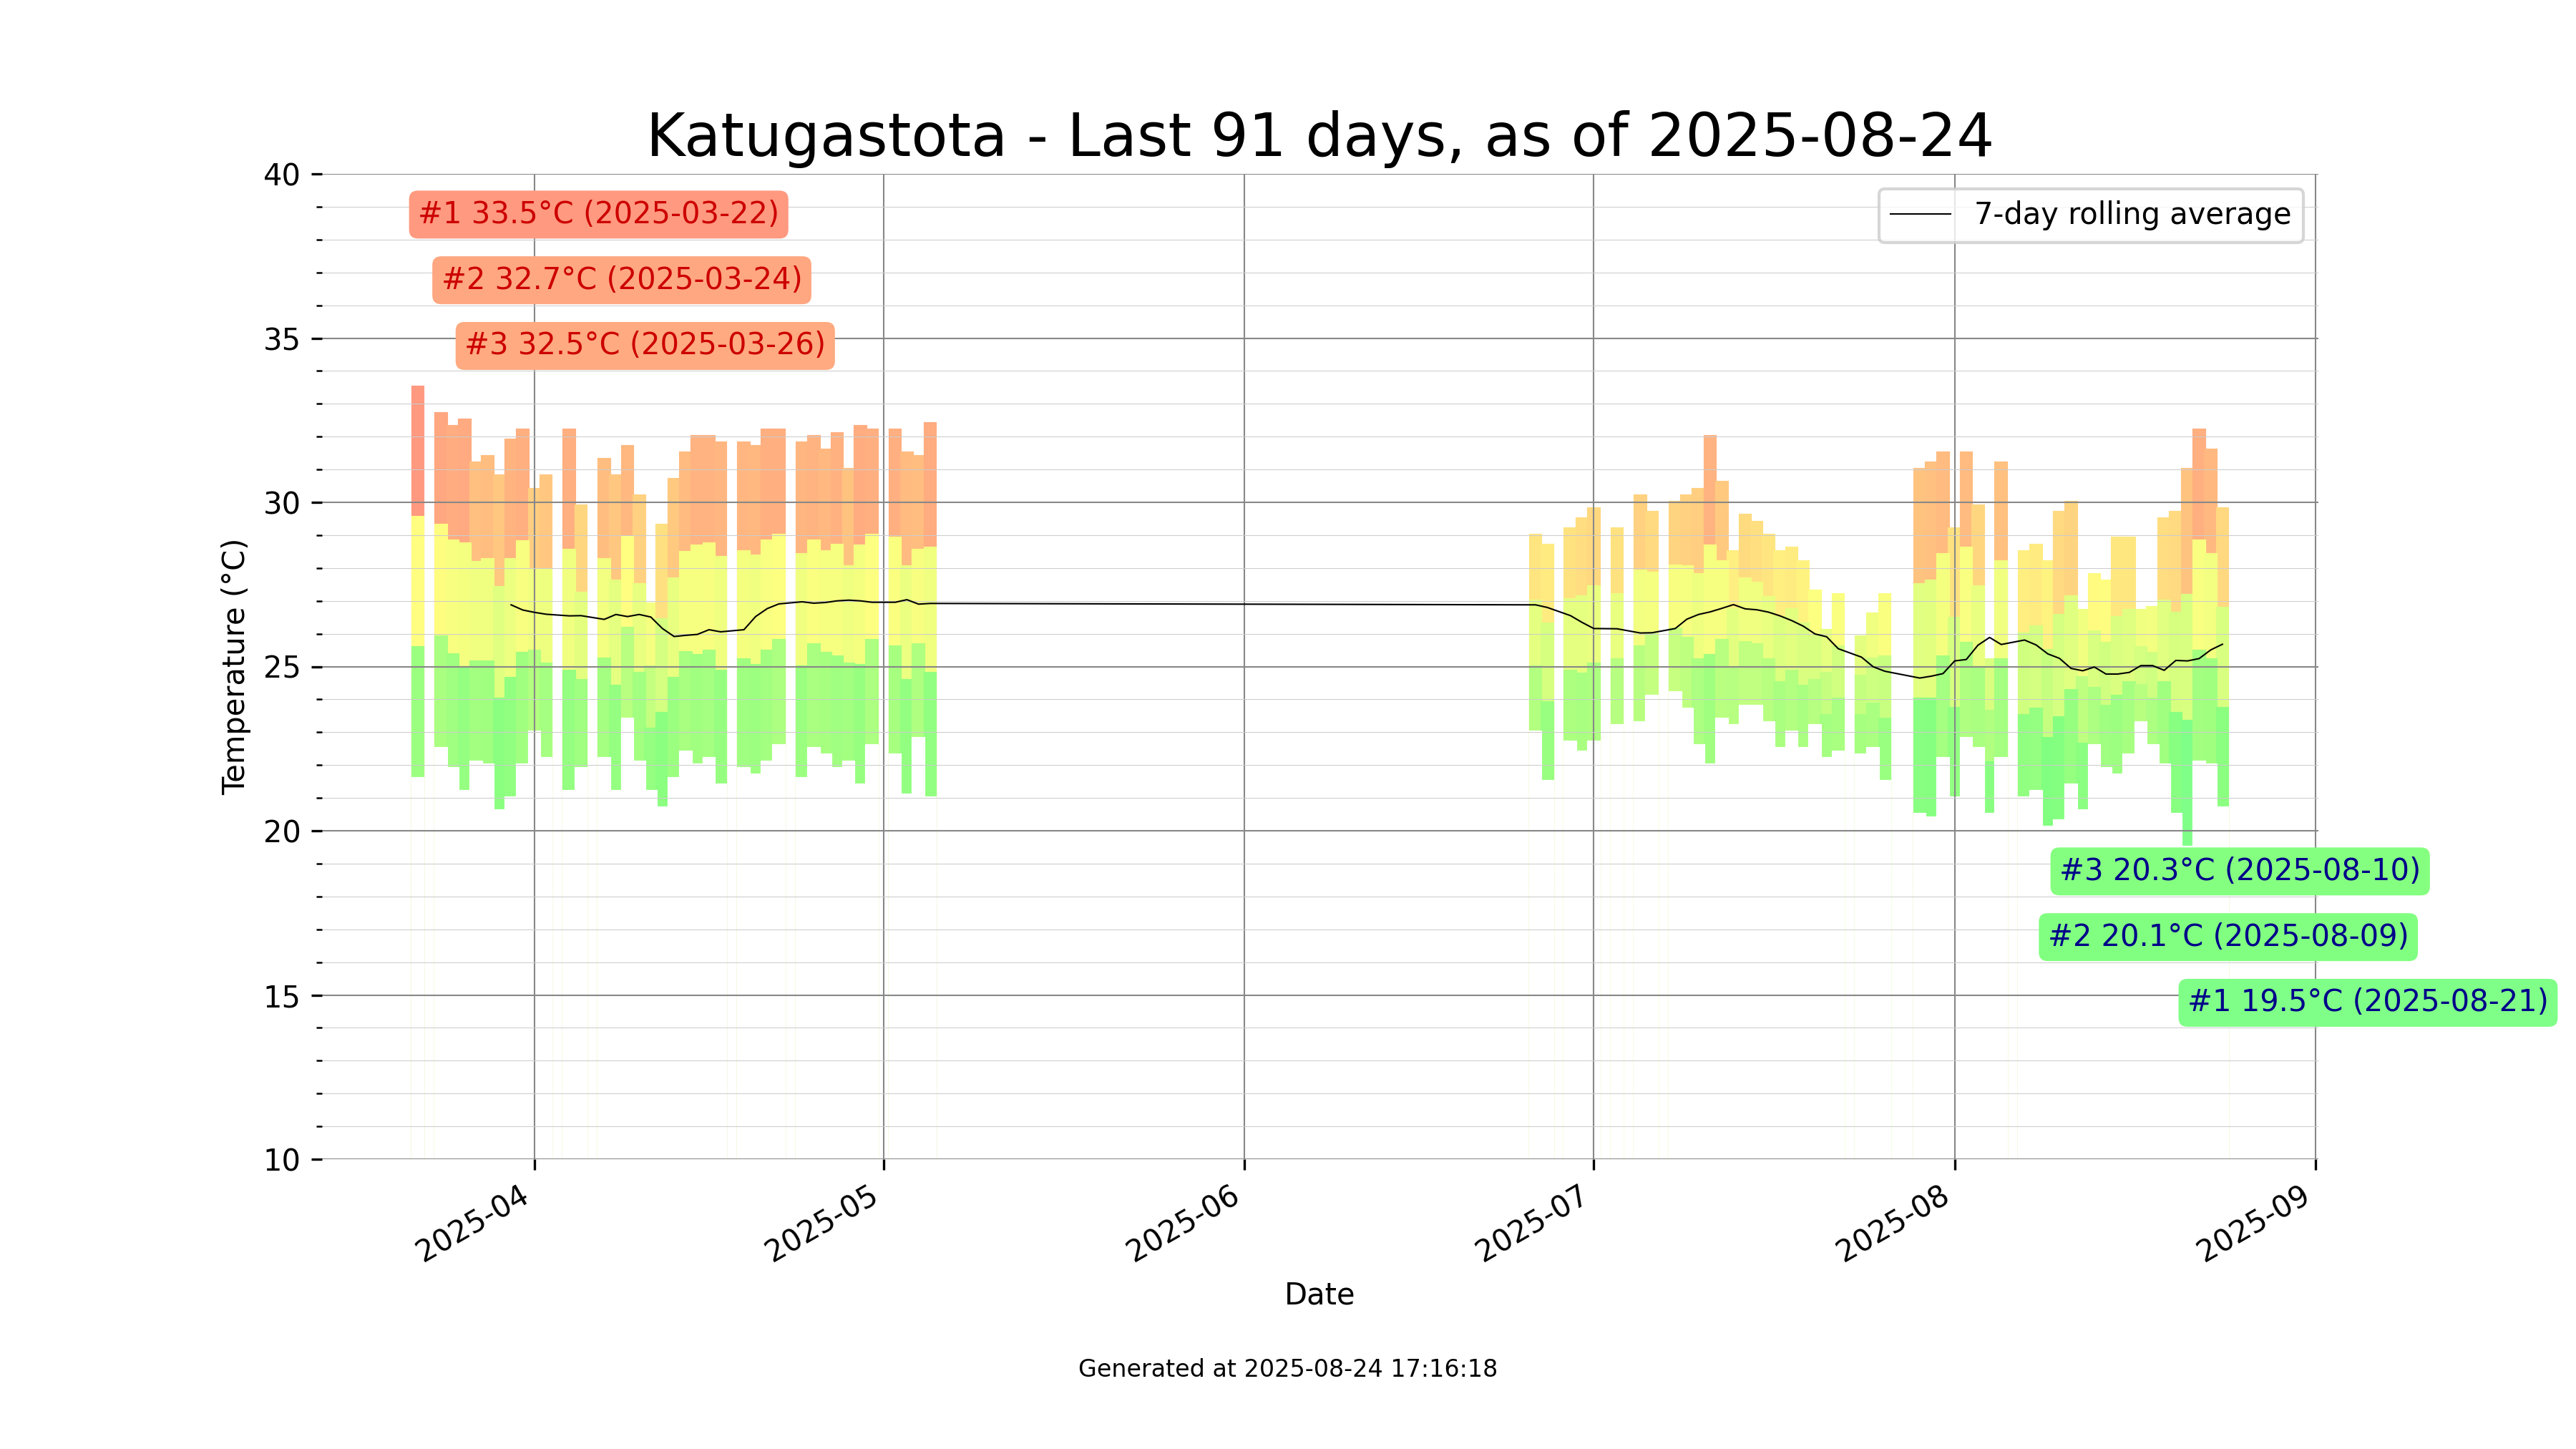 Katugastota - Last 91 days, as of 2025-08-24
40
35
30
25
20
15
10
Temperature (°C)
#1 33.5°C (2025-03-22)
#2 32.7°C (2025-03-24)
#3 32.5°C (2025-03-26)
7-day rolling average
#3 20.3°C (2025-08-10)
#2 20.1°C (2025-08-09)
#1 19.5°C (2025-08-21)
2025-04
2025-05
2025-06
2025-07
2025-08
2025-09
Date
Generated at 2025-08-24 17:16:18